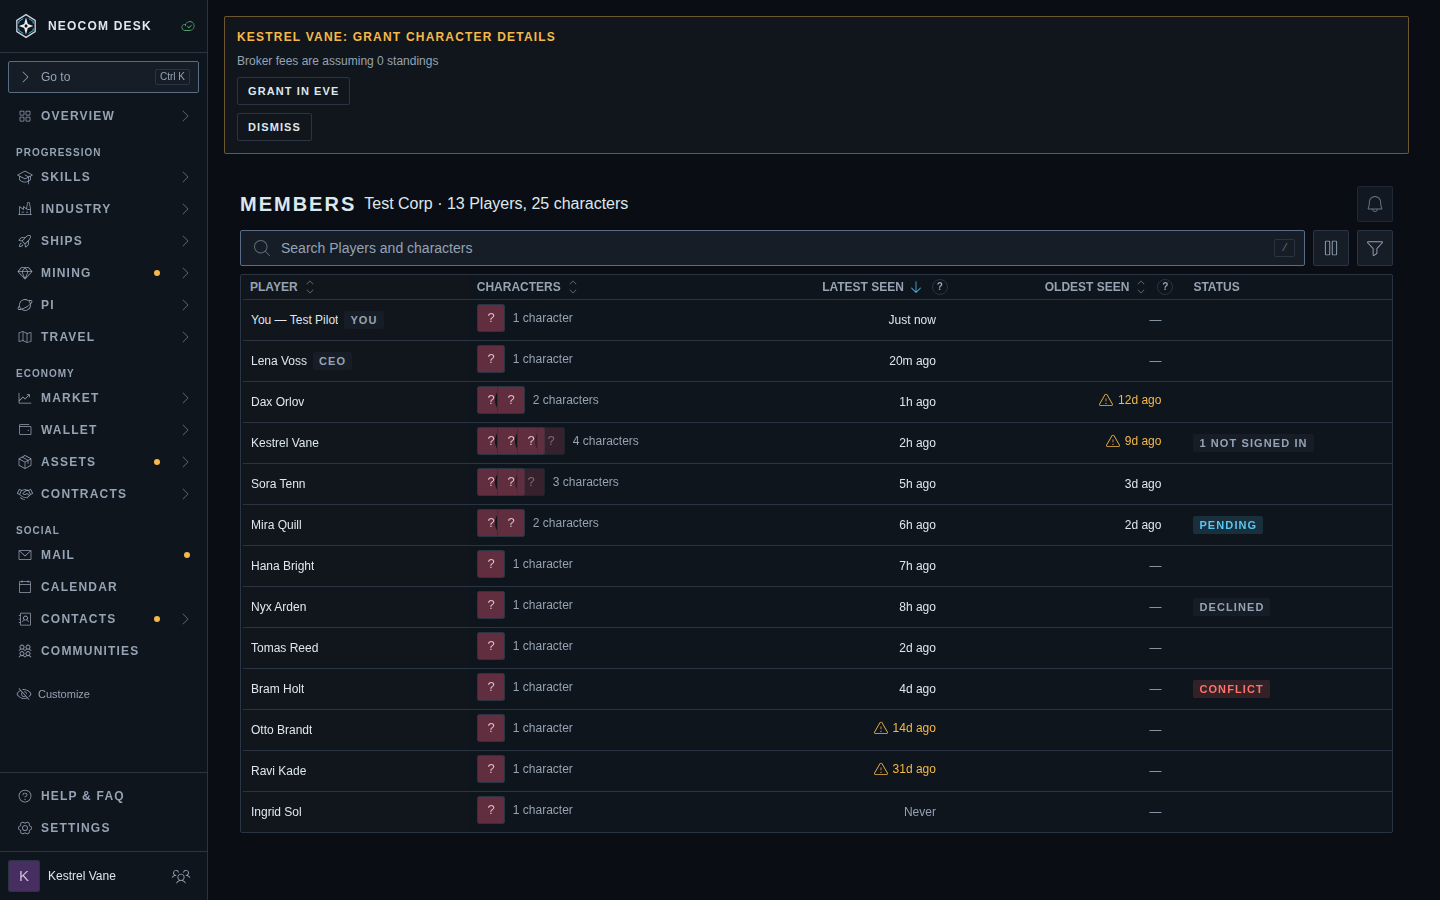 NEOCOM DESK
Go to Ctrl K
OVERVIEW
PROGRESSION
SKILLS
INDUSTRY
SHIPS
MINING
PI
TRAVEL
ECONOMY
MARKET
WALLET
ASSETS
CONTRACTS
SOCIAL
MAIL
CALENDAR
CONTACTS
COMMUNITIES
Customize
HELP & FAQ
SETTINGS
K Kestrel Vane
KESTREL VANE: GRANT CHARACTER DETAILS
Broker fees are assuming 0 standings
GRANT IN EVE
DISMISS
MEMBERS Test Corp · 13 Players, 25 characters
Search Players and characters /
PLAYER CHARACTERS LATEST SEEN ? OLDEST SEEN ? STATUS
You — Test Pilot YOU ? 1 character Just now —
Lena Voss CEO ? 1 character 20m ago —
Dax Orlov ? ? 2 characters 1h ago 12d ago
Kestrel Vane ? ? ? ? 4 characters 2h ago 9d ago 1 NOT SIGNED IN
Sora Tenn ? ? ? 3 characters 5h ago 3d ago
Mira Quill ? ? 2 characters 6h ago 2d ago PENDING
Hana Bright ? 1 character 7h ago —
Nyx Arden ? 1 character 8h ago — DECLINED
Tomas Reed ? 1 character 2d ago —
Bram Holt ? 1 character 4d ago — CONFLICT
Otto Brandt ? 1 character 14d ago —
Ravi Kade ? 1 character 31d ago —
Ingrid Sol ? 1 character Never —